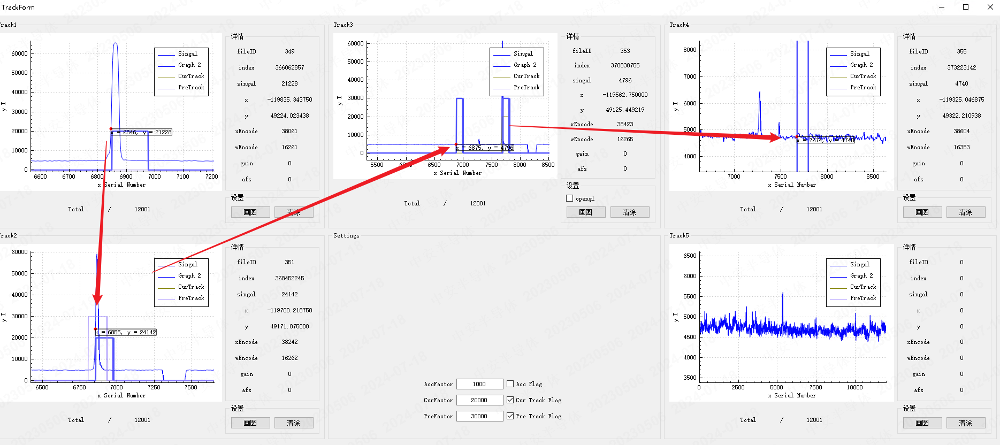 TrackForm
Track1
60000
50000
40000
30000
20000
10000
0
y I
6600
6700
6800
6900
7000
7100
7200
x Serial Number
Singal
Graph 2
CurTrack
PreTrack
x = 6846, y = 21228
Total / 12001
详情
fileID 349
index 366062857
singal 21228
x -119835.343750
y 49224.023438
xEncode 38061
wEncode 16261
gain 0
afs 0
设置
画图 清除
Track3
60000
50000
40000
30000
20000
10000
0
y I
5500
6000
6500
7000
7500
8000
8500
x Serial Number
Singal
Graph 2
CurTrack
PreTrack
x = 6875, y = 4796
Total / 12001
详情
fileID 353
index 370838755
singal 4796
x -119562.750000
y 49125.449219
xEncode 38423
wEncode 16265
gain 0
afs 0
设置
opengl
画图 清除
Track4
8000
7000
6000
5000
4000
y I
7000
7500
8000
8500
x Serial Number
Singal
Graph 2
CurTrack
PreTrack
x = 7674, y = 4740
Total / 12001
详情
fileID 355
index 373223142
singal 4740
x -119325.046875
y 49322.210938
xEncode 38604
wEncode 16353
gain 0
afs 0
设置
画图 清除
Track2
60000
50000
40000
30000
20000
10000
0
y I
6500
6750
7000
7250
7500
x Serial Number
Singal
Graph 2
CurTrack
PreTrack
x = 6855, y = 24142
Total / 12001
详情
fileID 351
index 368452245
singal 24142
x -119700.218750
y 49171.875000
xEncode 38242
wEncode 16262
gain 0
afs 0
设置
画图 清除
Settings
AccFactor 1000 Acc Flag
CurFactor 20000 Cur Track Flag
PreFactor 30000 Pre Track Flag
Track5
6500
6000
5500
5000
4500
4000
3500
y I
0
2500
5000
7500
10000
x Serial Number
Singal
Graph 2
CurTrack
PreTrack
Total / 12001
详情
fileID 0
index 0
singal 0
x 0
y 0
xEncode 0
wEncode 0
gain 0
afs 0
设置
画图 清除